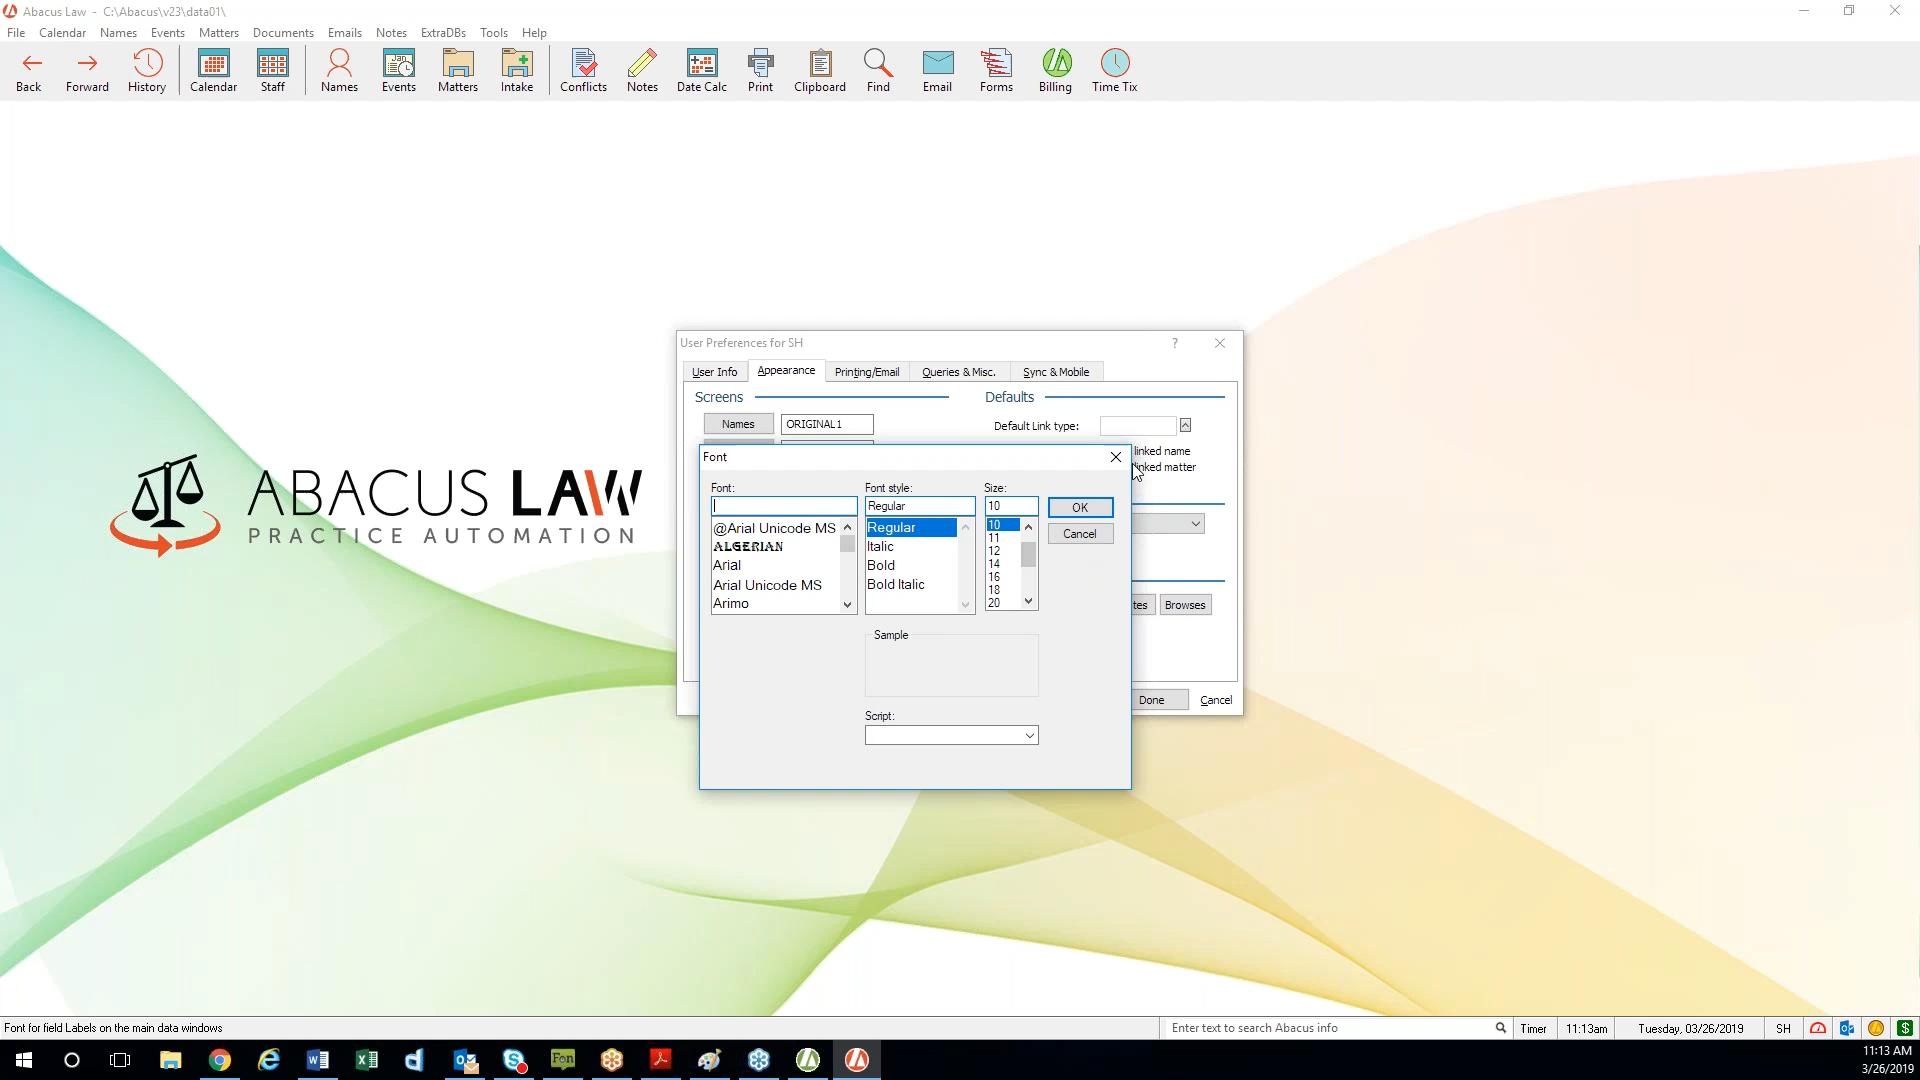 Abacus Law - C:\Abacus\v23\data01\
File Calendar Names Events Matters Documents Emails Notes ExtraDBs Tools Help
Back Forward History Calendar Staff Names Events Matters Intake Conflicts Notes Date Calc Print Clipboard Find Email Forms Billing Time Tix
ABACUS LAW
PRACTICE AUTOMATION
User Preferences for SH ?
User Info Appearance Printing/Email Queries & Misc. Sync & Mobile
Screens Defaults
Names ORIGINAL1 Default Link type:
linked name
linked matter
Font
Font: Font style: Size:
Regular 10 OK
@Arial Unicode MS Regular 10
Cancel
ALGERIAN Italic 11
Arial Bold 12
Arial Unicode MS Bold Italic 14
Arimo 16
18
20
tes Browses
Sample
Done Cancel
Script:
Font for field Labels on the main data windows Enter text to search Abacus info Timer 11:13am Tuesday, 03/26/2019 SH
11:13 AM
3/26/2019